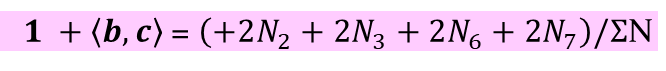 1 + ⟨b, c⟩ = (+2N₂ + 2N₃ + 2N₆ + 2N₇)/ΣN